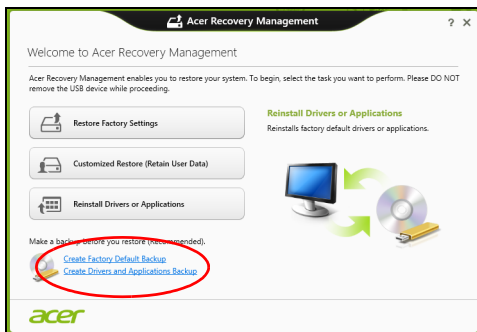 Acer Recovery Management
? ×
Welcome to Acer Recovery Management
Acer Recovery Management enables you to restore your system. To begin, select the task you want to perform. Please DO NOT
remove the USB device while proceeding.
Restore Factory Settings
Customized Restore (Retain User Data)
Reinstall Drivers or Applications
Reinstall Drivers or Applications
Reinstalls factory default drivers or applications.
Make a backup before you restore (Recommended).
Create Factory Default Backup
Create Drivers and Applications Backup
acer